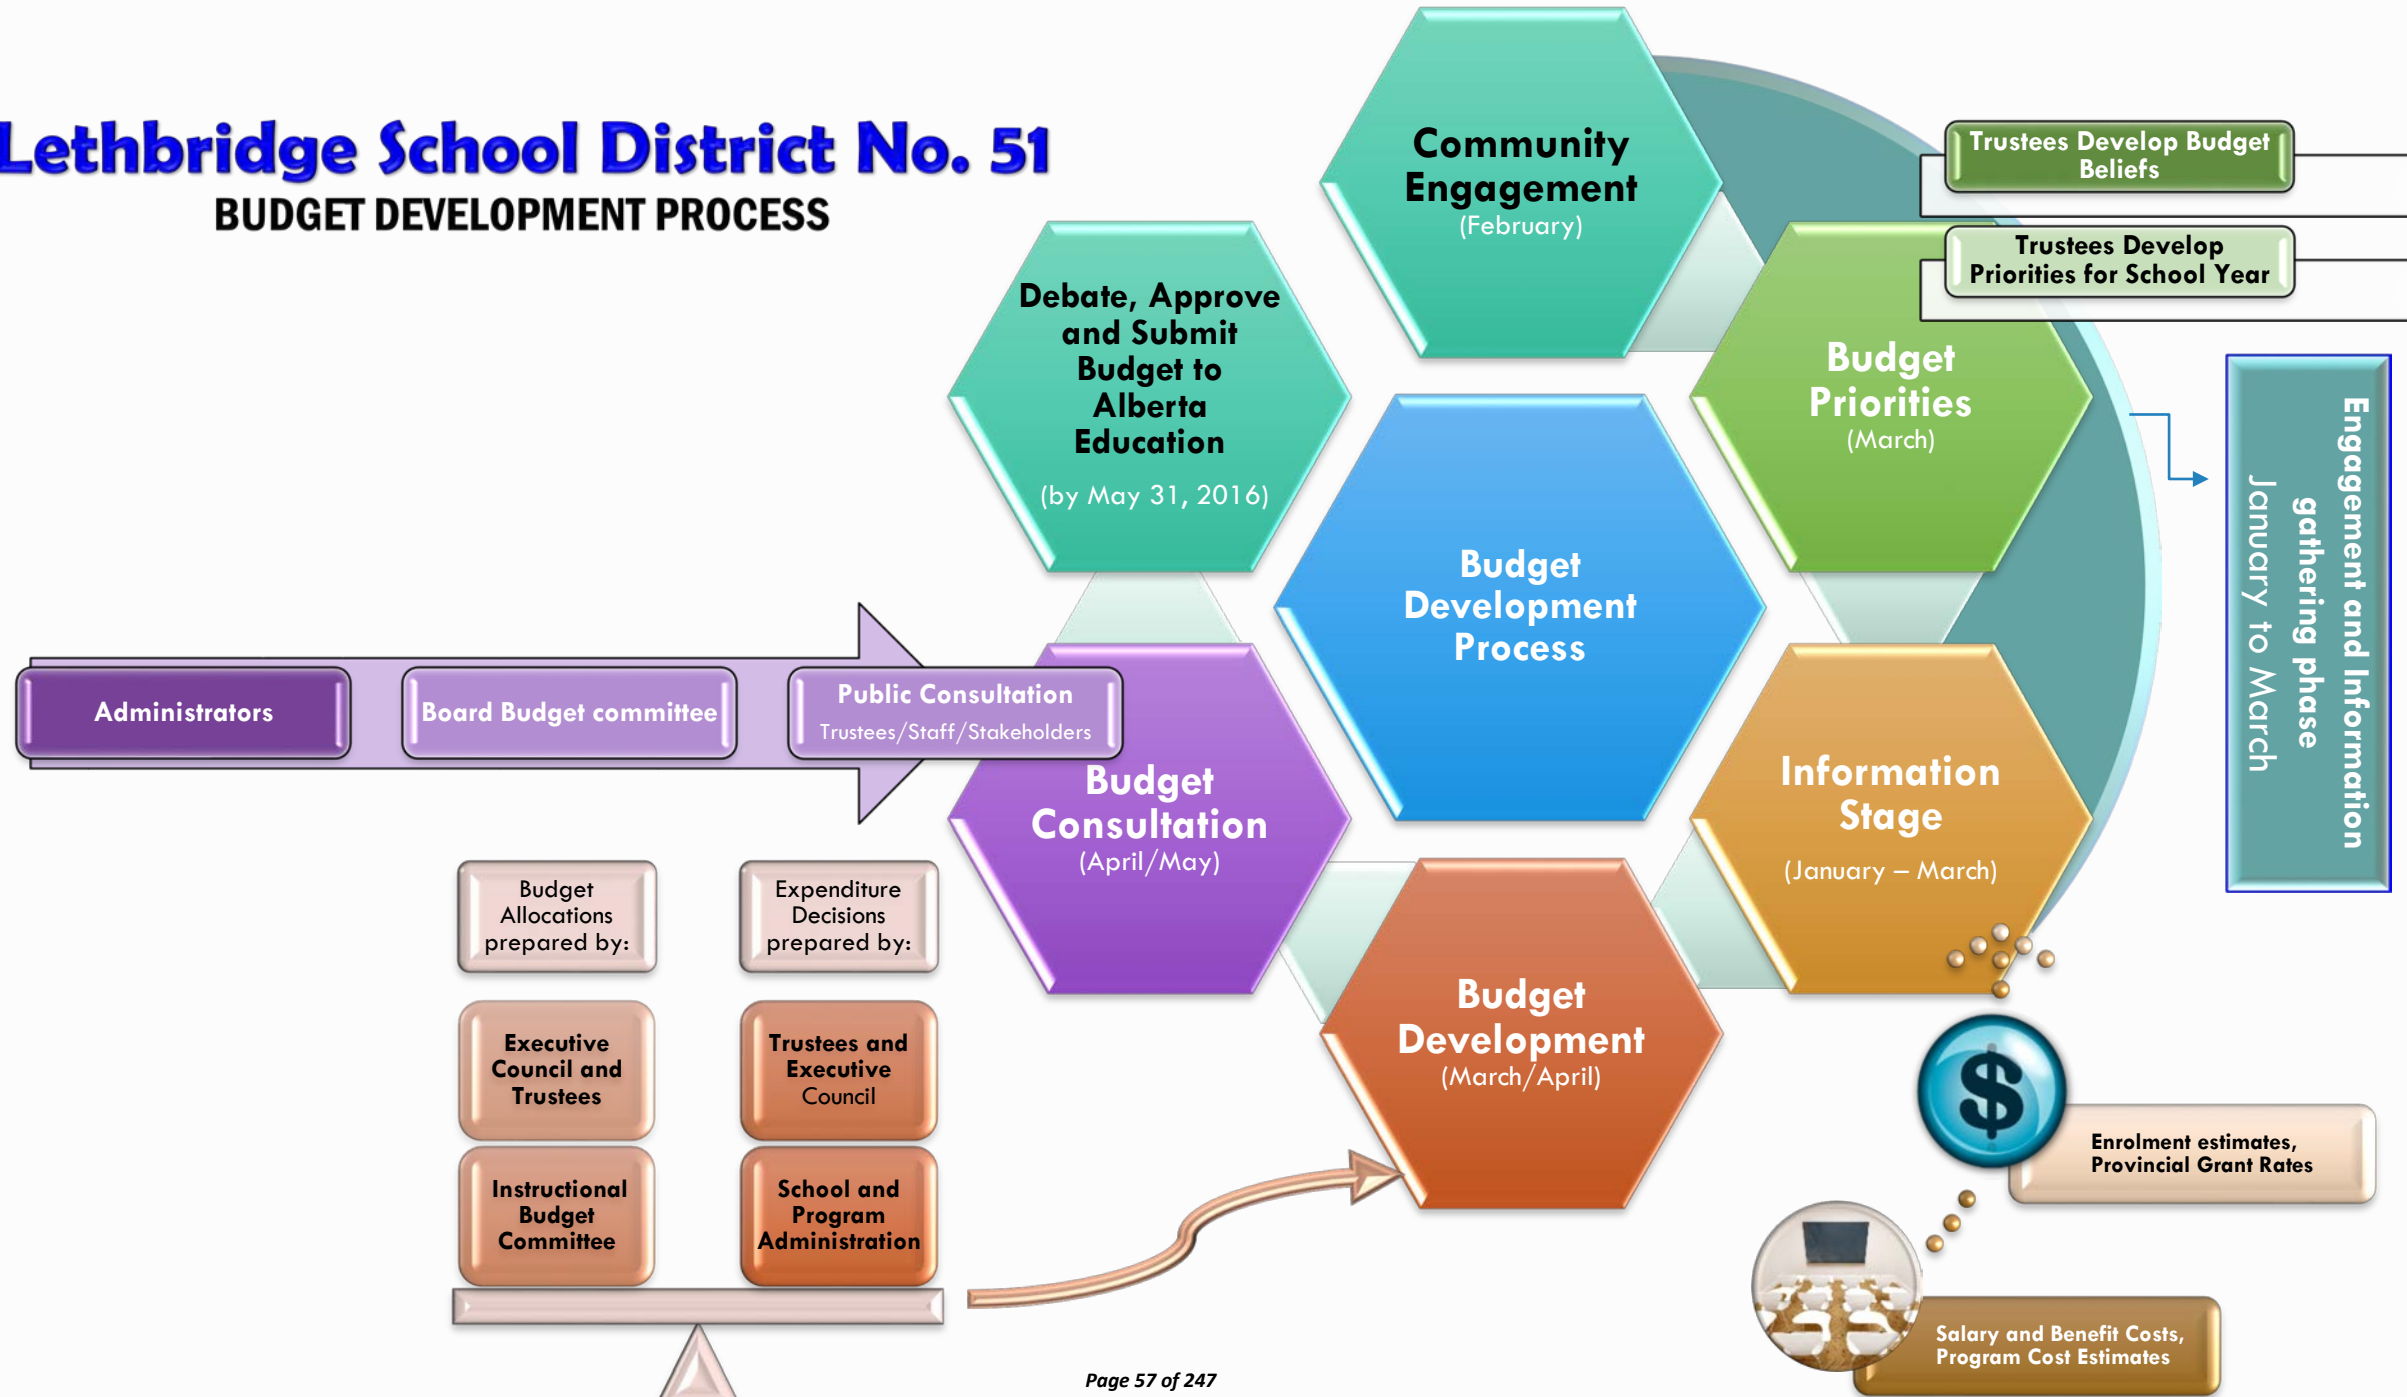 Lethbridge School District No. 51
BUDGET DEVELOPMENT PROCESS
Community
Engagement
(February)
Trustees Develop Budget
Beliefs
Trustees Develop
Priorities for School Year
Budget
Priorities
(March)
Engagement and Information
gathering phase
January to March
Debate, Approve
and Submit
Budget to
Alberta
Education
(by May 31, 2016)
Budget
Development
Process
Administrators
Board Budget committee
Public Consultation
Trustees/Staff/Stakeholders
Budget
Consultation
(April/May)
Information
Stage
(January – March)
Budget
Development
(March/April)
Budget
Allocations
prepared by:
Expenditure
Decisions
prepared by:
Executive
Council and
Trustees
Trustees and
Executive
Council
Instructional
Budget
Committee
School and
Program
Administration
$
Enrolment estimates,
Provincial Grant Rates
Salary and Benefit Costs,
Program Cost Estimates
Page 57 of 247